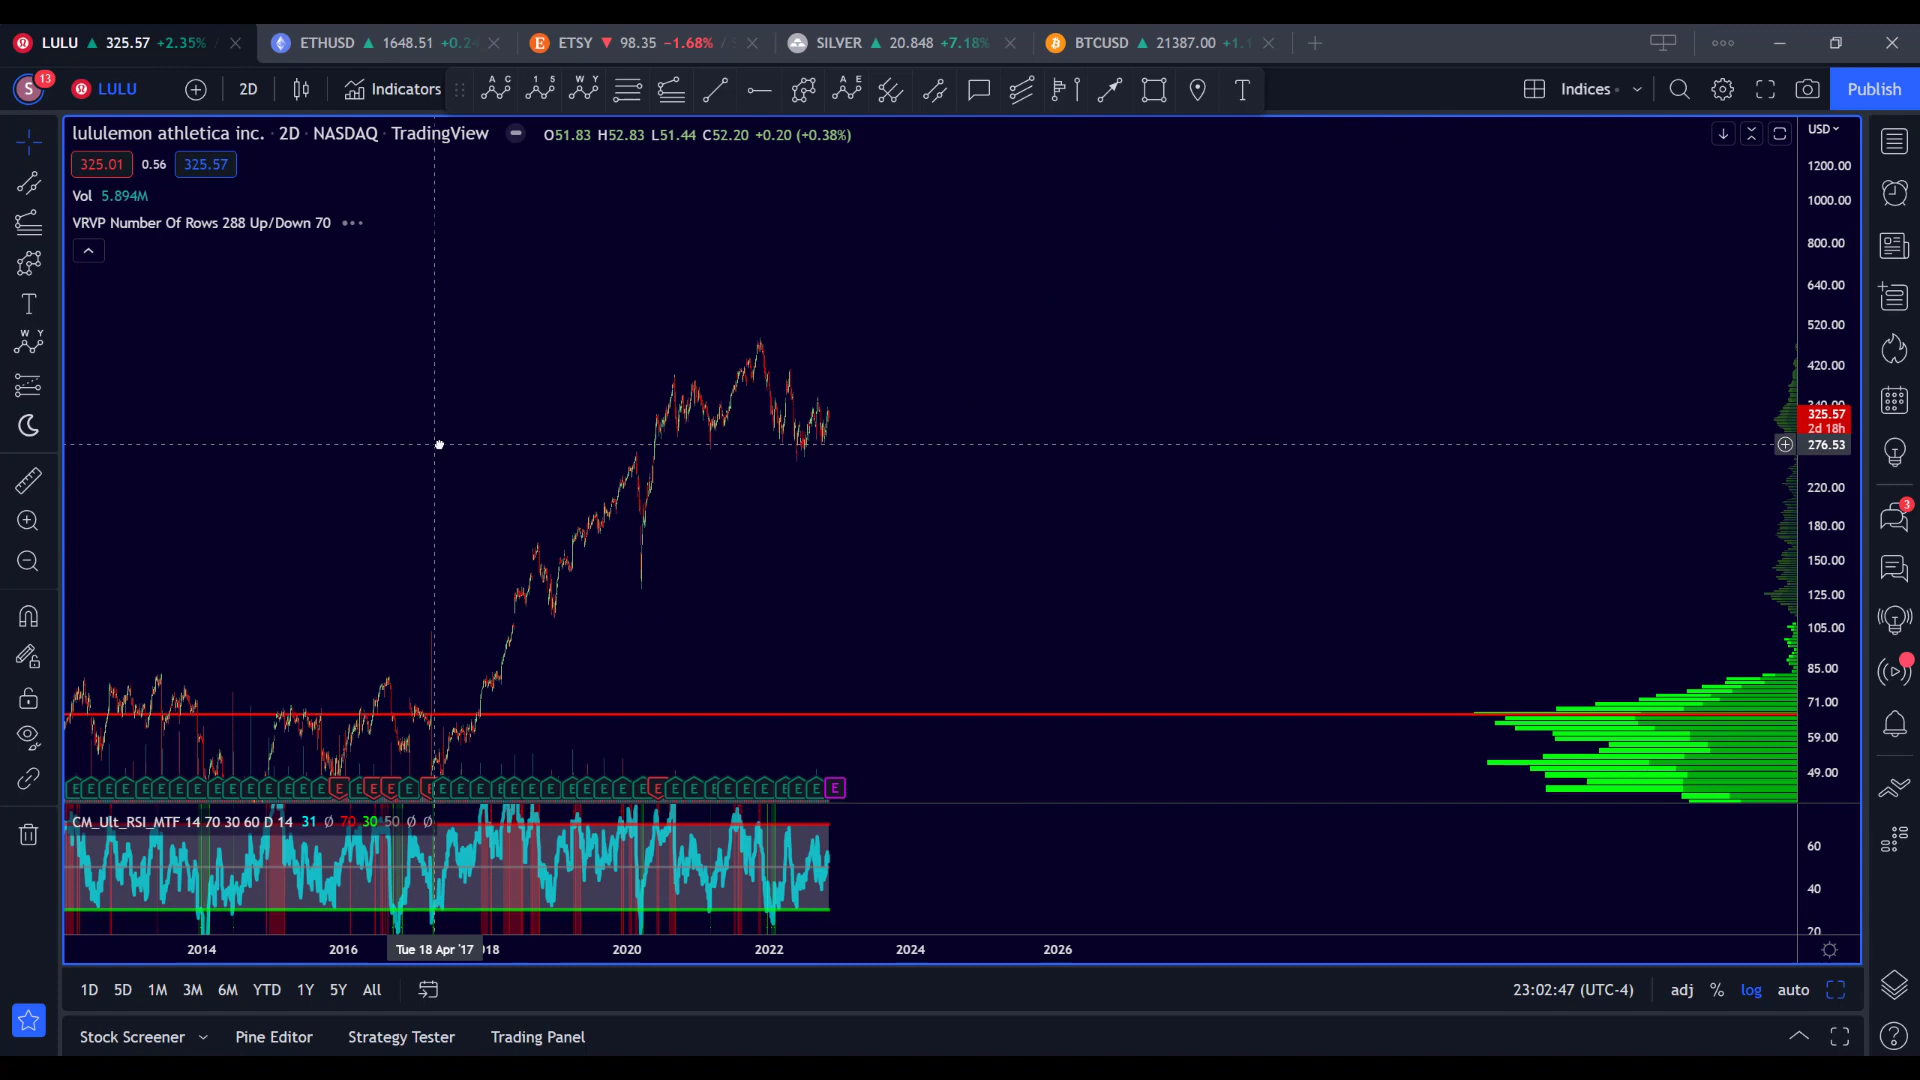 LULU 325.57 +2.35% ETHUSD 1648.51 +0.24 ETSY 98.35 −1.68% SILVER 20.848 +7.18% BTCUSD 21387.00 +1.1
S 13 LULU 2D Indicators A C 1 5 W Y A E T Indices Publish
lululemon athletica inc. · 2D · NASDAQ · TradingView O51.83 H52.83 L51.44 C52.20 +0.20 (+0.38%) USD
325.01 0.56 325.57
Vol 5.894M
VRVP Number Of Rows 288 Up/Down 70
1200.00
1000.00
800.00
640.00
520.00
420.00
340.00
325.57
2d 18h
276.53
220.00
180.00
150.00
125.00
105.00
85.00
71.00
59.00
49.00
T
W Y
3
E E E E E E E E E E E E E E E E E E E E E E E E E E E E E E E E E E E E E E E E E E E
CM_Ult_RSI_MTF 14 70 30 60 D 14 31 Ø 70 30 50 Ø Ø
60
40
20
2014 2016 Tue 18 Apr '17 018 2020 2022 2024 2026
1D 5D 1M 3M 6M YTD 1Y 5Y All 23:02:47 (UTC-4) adj % log auto
Stock Screener Pine Editor Strategy Tester Trading Panel